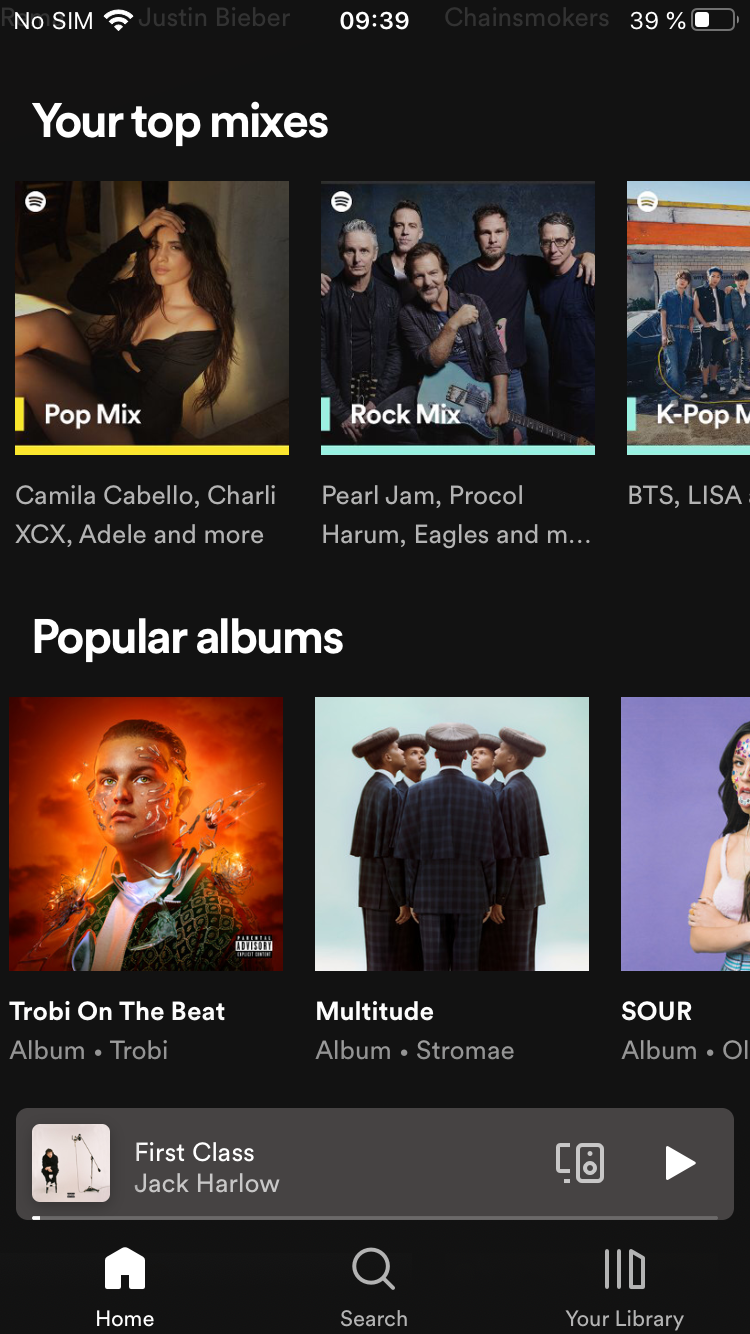 No SIM
Justin Bieber
09:39
Chainsmokers
39 %
Your top mixes
Pop Mix
Rock Mix
K-Pop M
Camila Cabello, Charli
XCX, Adele and more
Pearl Jam, Procol
Harum, Eagles and m...
BTS, LISA
Popular albums
PARENTAL
ADVISORY
EXPLICIT CONTENT
Trobi On The Beat
Album • Trobi
Multitude
Album • Stromae
SOUR
Album • Ol
First Class
Jack Harlow
Home
Search
Your Library